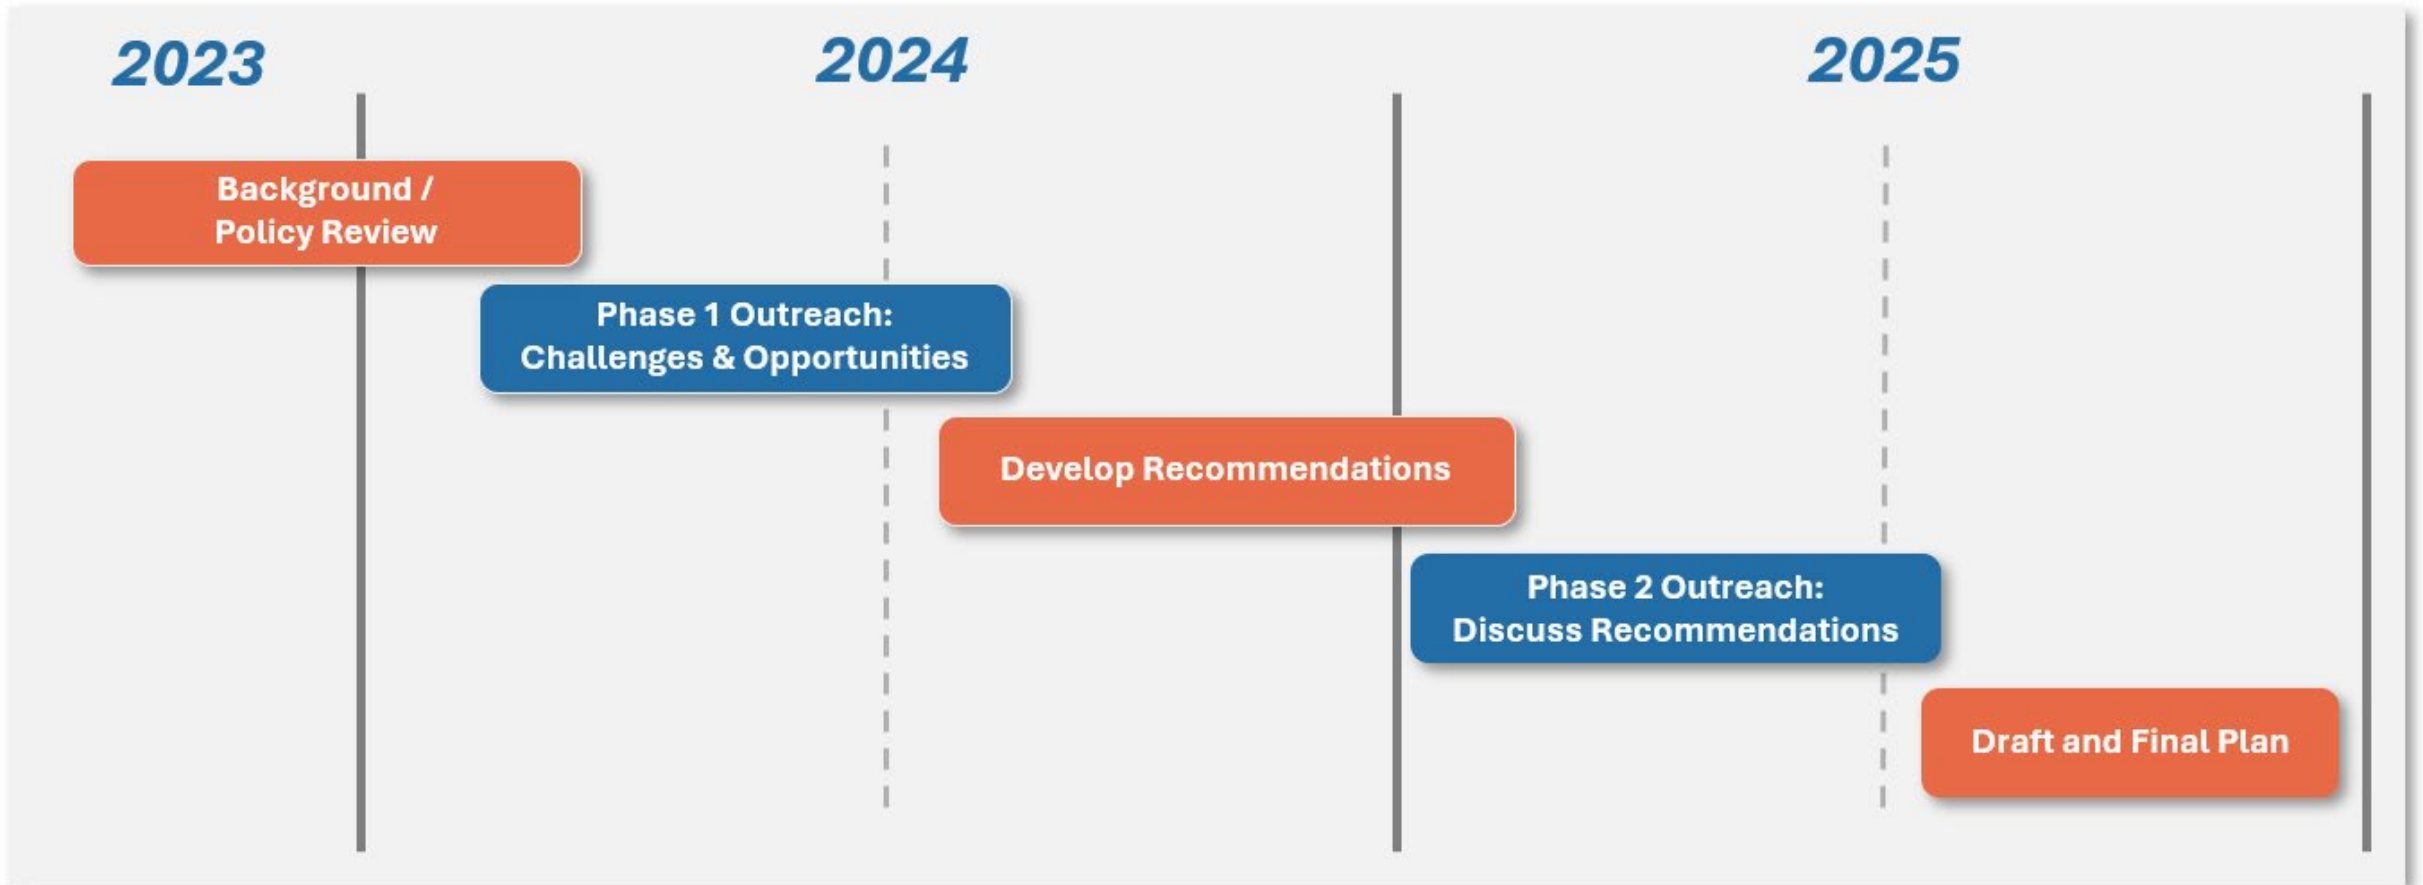 2023
2024
2025
Background /
Policy Review
Phase 1 Outreach:
Challenges & Opportunities
Develop Recommendations
Phase 2 Outreach:
Discuss Recommendations
Draft and Final Plan